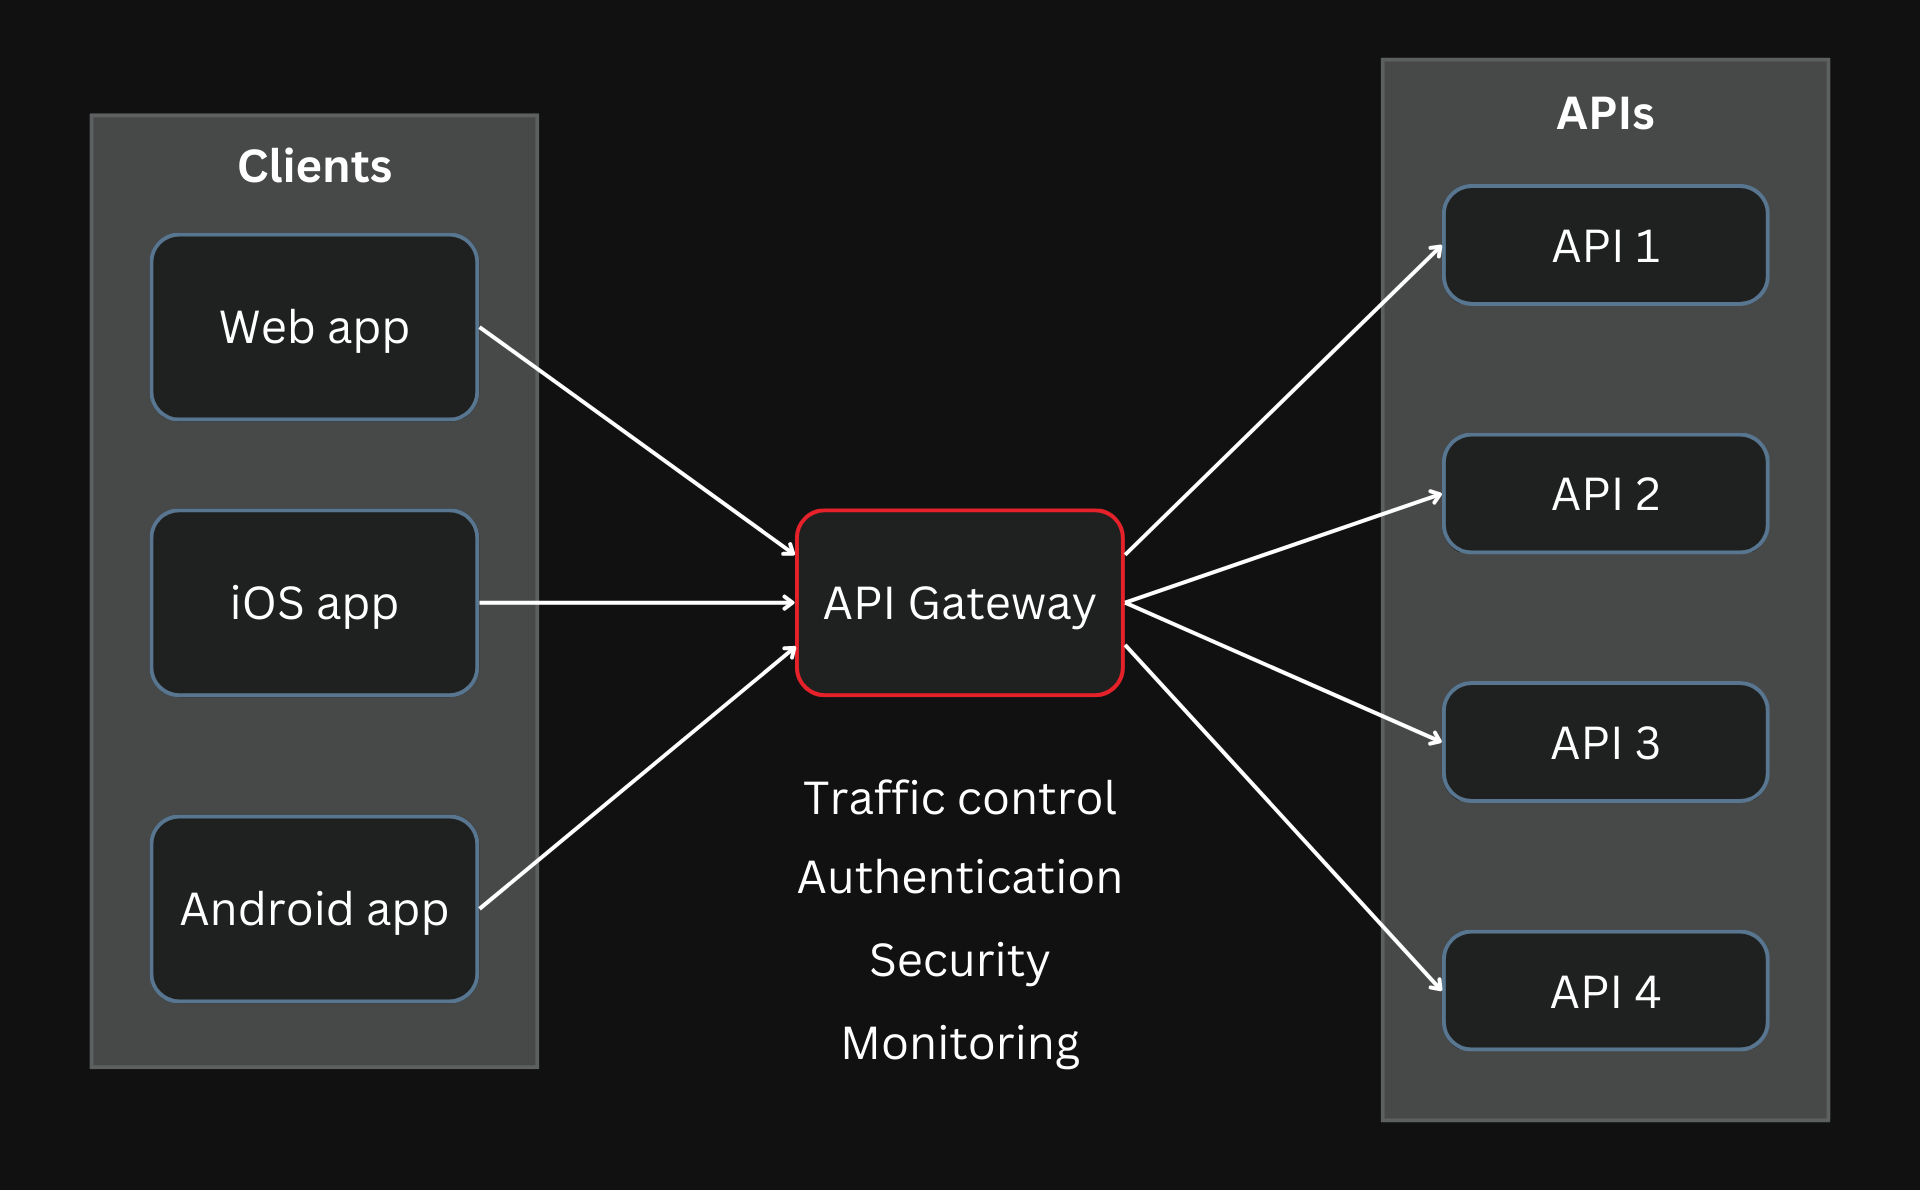 Clients
Web app
iOS app
Android app
API Gateway
Traffic control
Authentication
Security
Monitoring
APIs
API 1
API 2
API 3
API 4